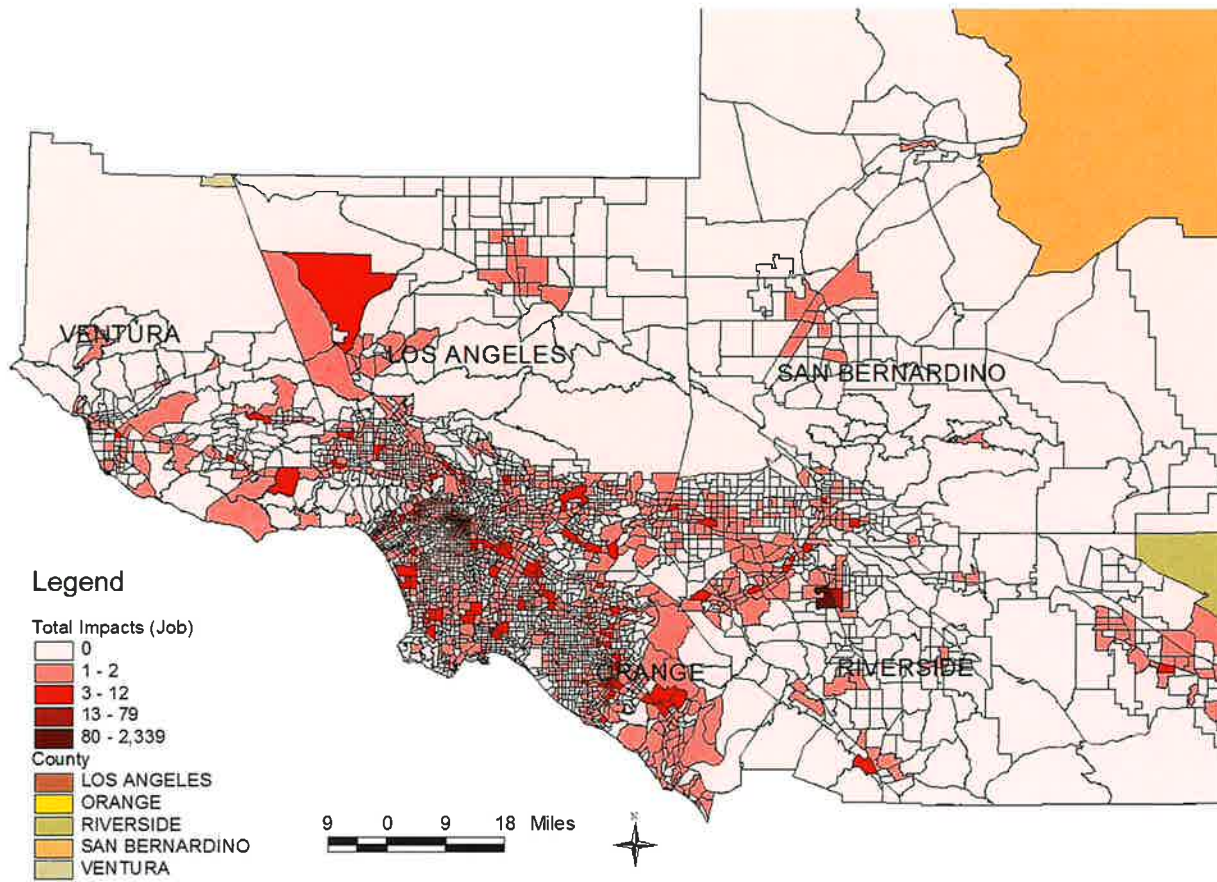 VENTURA
LOS ANGELES
SAN BERNARDINO
ORANGE
RIVERSIDE
Legend
Total Impacts (Job)
0
1 - 2
3 - 12
13 - 79
80 - 2,339
County
LOS ANGELES
ORANGE
RIVERSIDE
SAN BERNARDINO
VENTURA
9 0 9 18 Miles
N